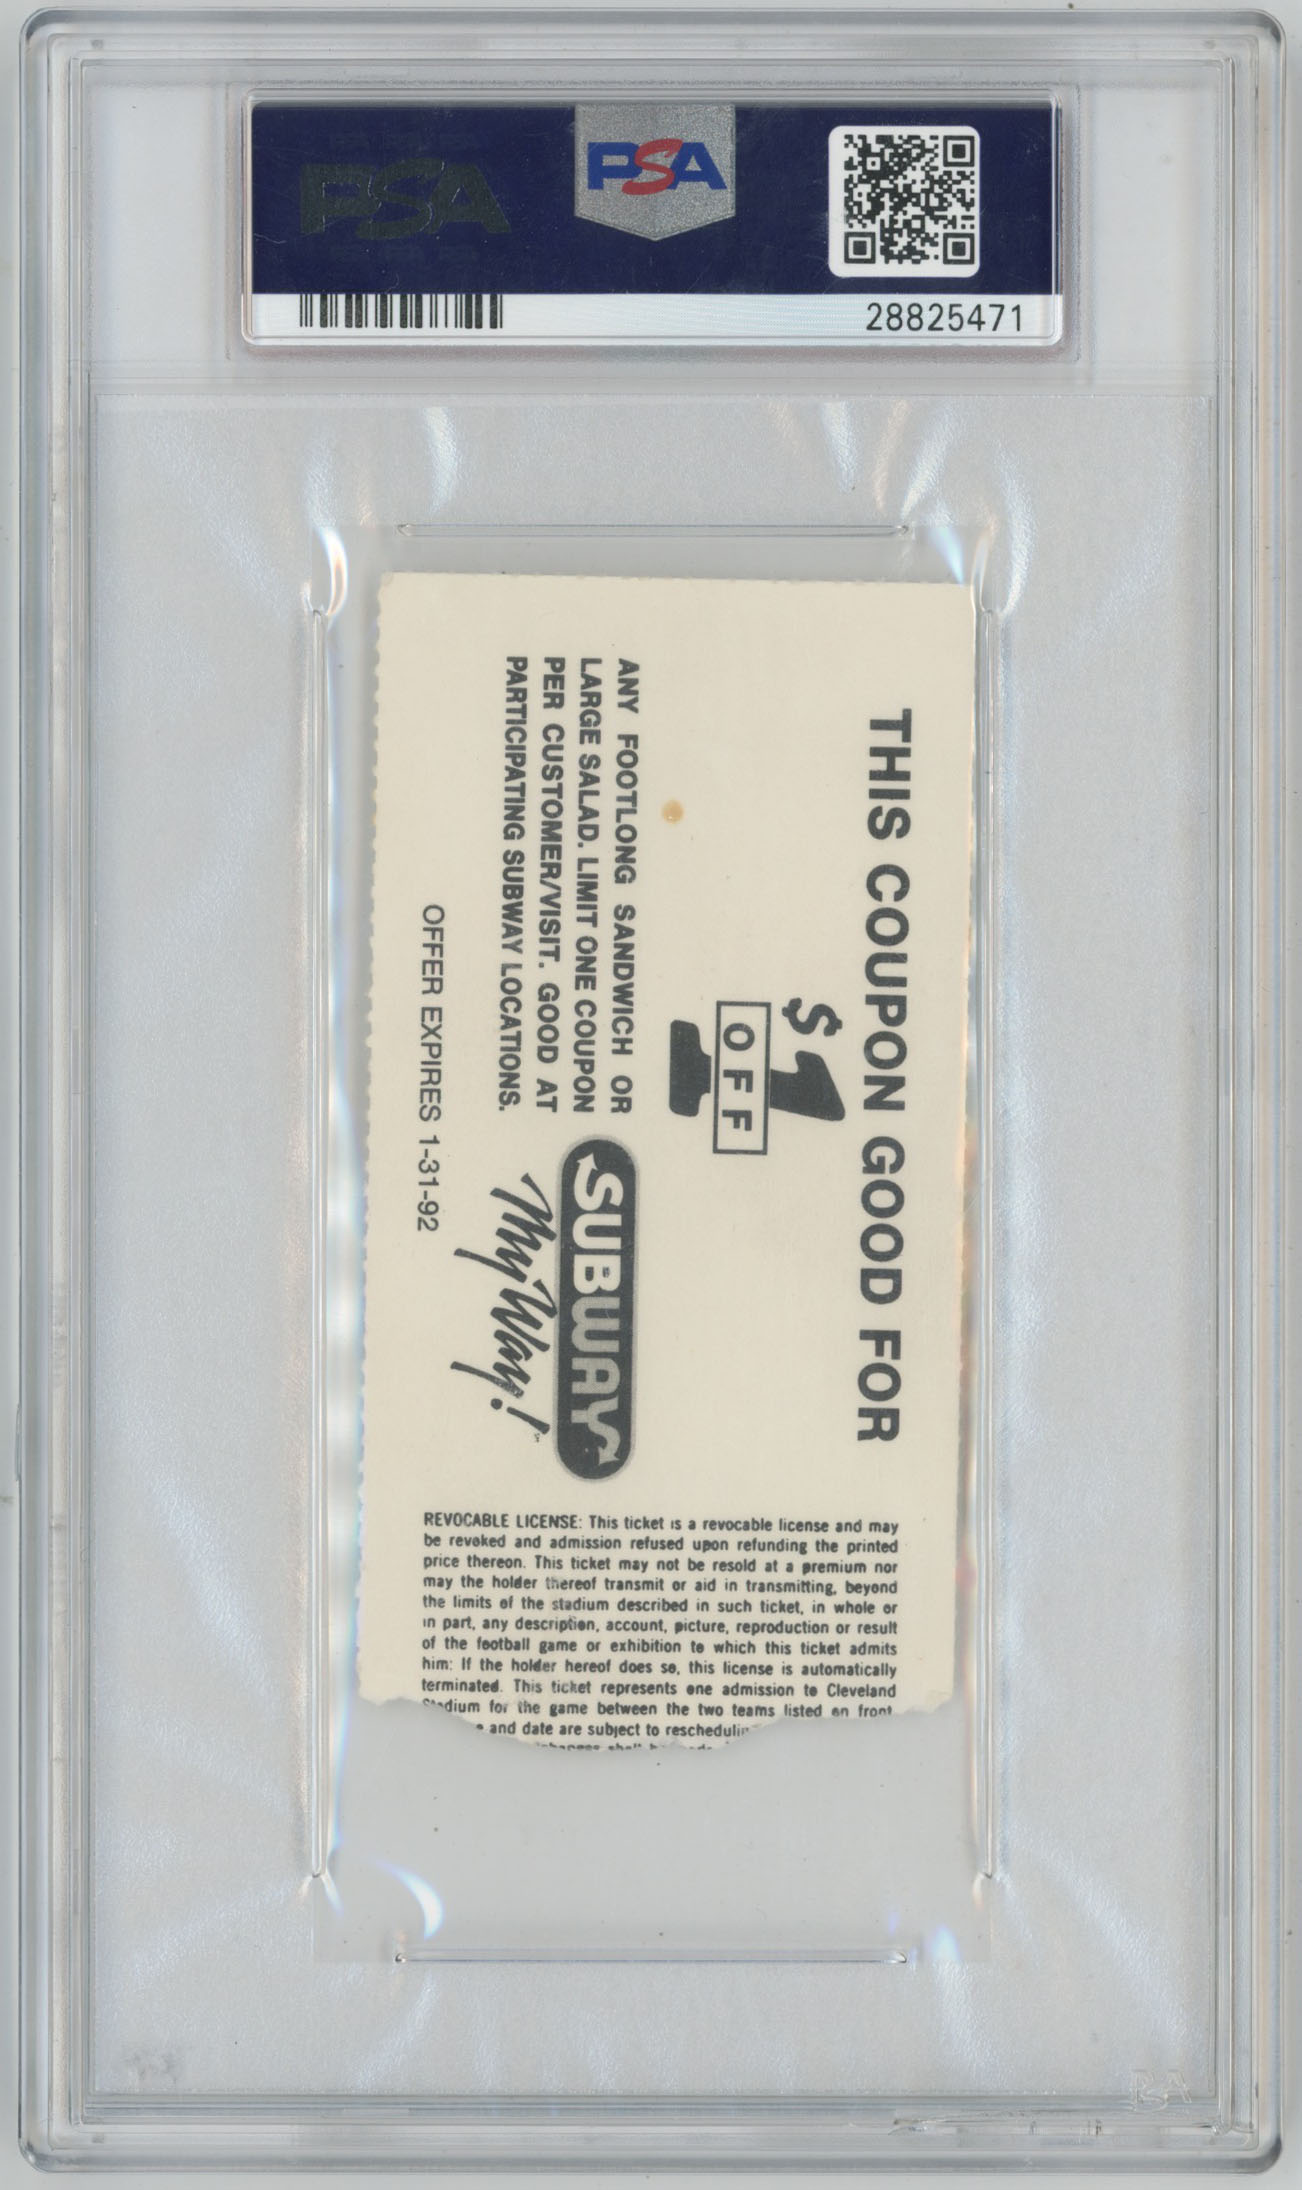 PSA
PSA
28825471
THIS COUPON GOOD FOR
$1
OFF
ANY FOOTLONG SANDWICH OR
LARGE SALAD. LIMIT ONE COUPON
PER CUSTOMER/VISIT. GOOD AT
PARTICIPATING SUBWAY LOCATIONS.
SUBWAY
My Way!
OFFER EXPIRES 1-31-92
REVOCABLE LICENSE: This ticket is a revocable license and may
be revoked and admission refused upon refunding the printed
price thereon. This ticket may not be resold at a premium nor
may the holder thereof transmit or aid in transmitting, beyond
the limits of the stadium described in such ticket, in whole or
in part, any description, account, picture, reproduction or result
of the football game or exhibition to which this ticket admits
him: If the holder hereof does so, this license is automatically
terminated. This ticket represents one admission to Cleveland
Stadium for the game between the two teams listed on front
and date are subject to
PSA